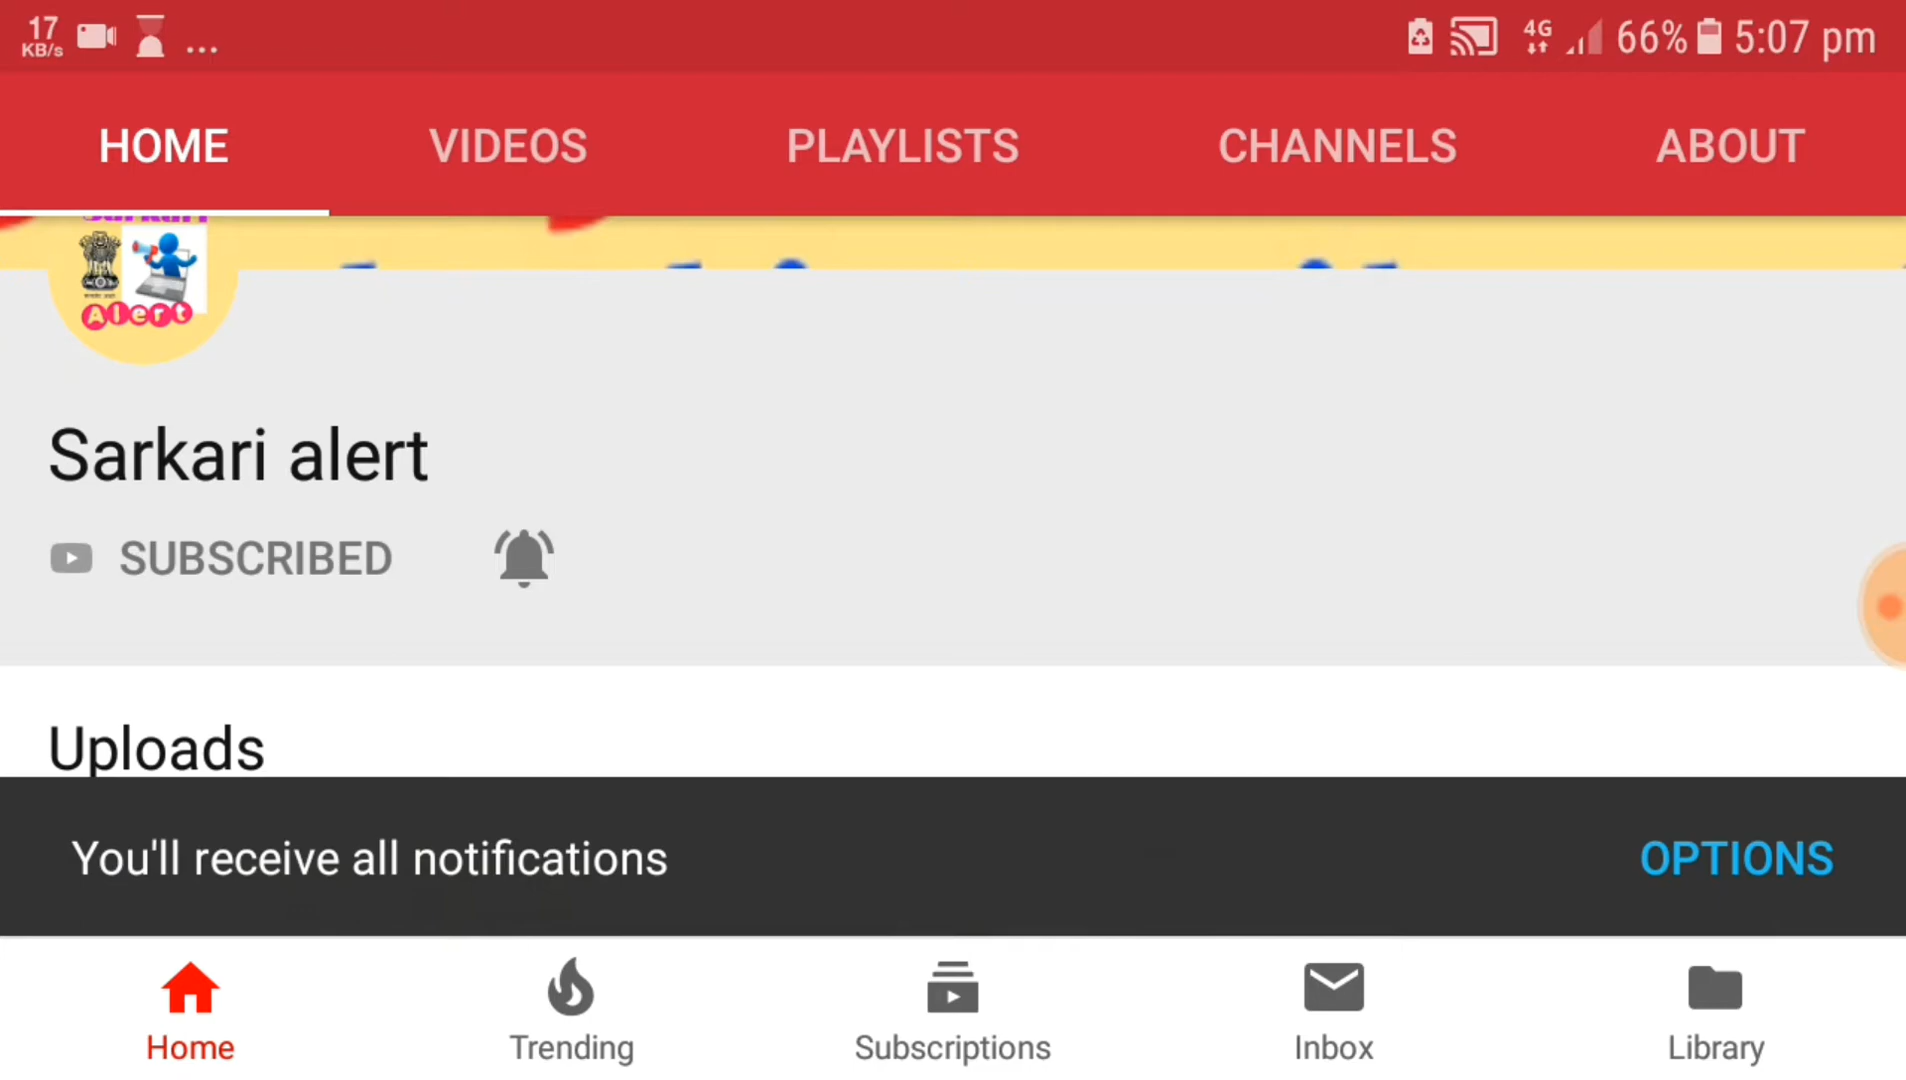 17
KB/s
...
4G
66%
5:07 pm
HOME
VIDEOS
PLAYLISTS
CHANNELS
ABOUT
Alert
Sarkari alert
SUBSCRIBED
Uploads
You'll receive all notifications
OPTIONS
Home
Trending
Subscriptions
Inbox
Library